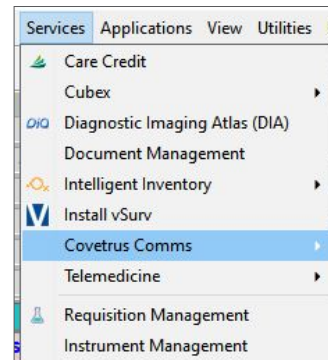 Services Applications View Utilities
Care Credit
Cubex
DIA Diagnostic Imaging Atlas (DIA)
Document Management
Intelligent Inventory
Install vSurv
Covetrus Comms
Telemedicine
Requisition Management
Instrument Management